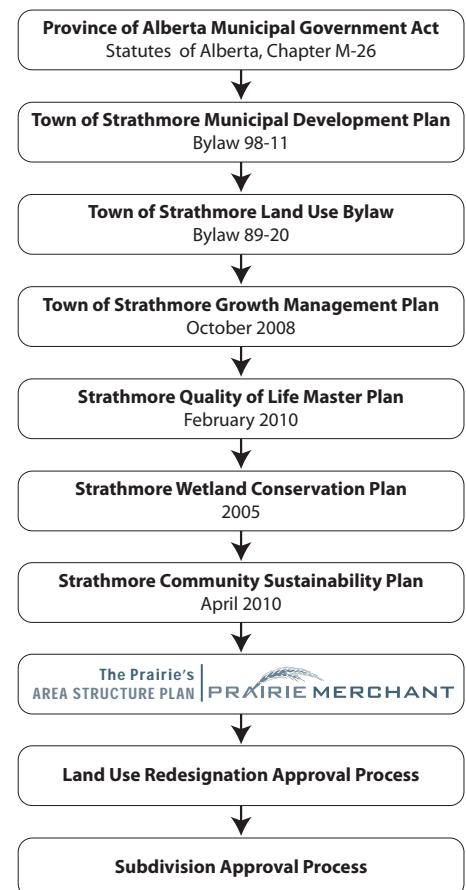 Province of Alberta Municipal Government Act
Statutes of Alberta, Chapter M-26
Town of Strathmore Municipal Development Plan
Bylaw 98-11
Town of Strathmore Land Use Bylaw
Bylaw 89-20
Town of Strathmore Growth Management Plan
October 2008
Strathmore Quality of Life Master Plan
February 2010
Strathmore Wetland Conservation Plan
2005
Strathmore Community Sustainability Plan
April 2010
The Prairie's
AREA STRUCTURE PLAN
PRAIRIE MERCHANT
Land Use Redesignation Approval Process
Subdivision Approval Process